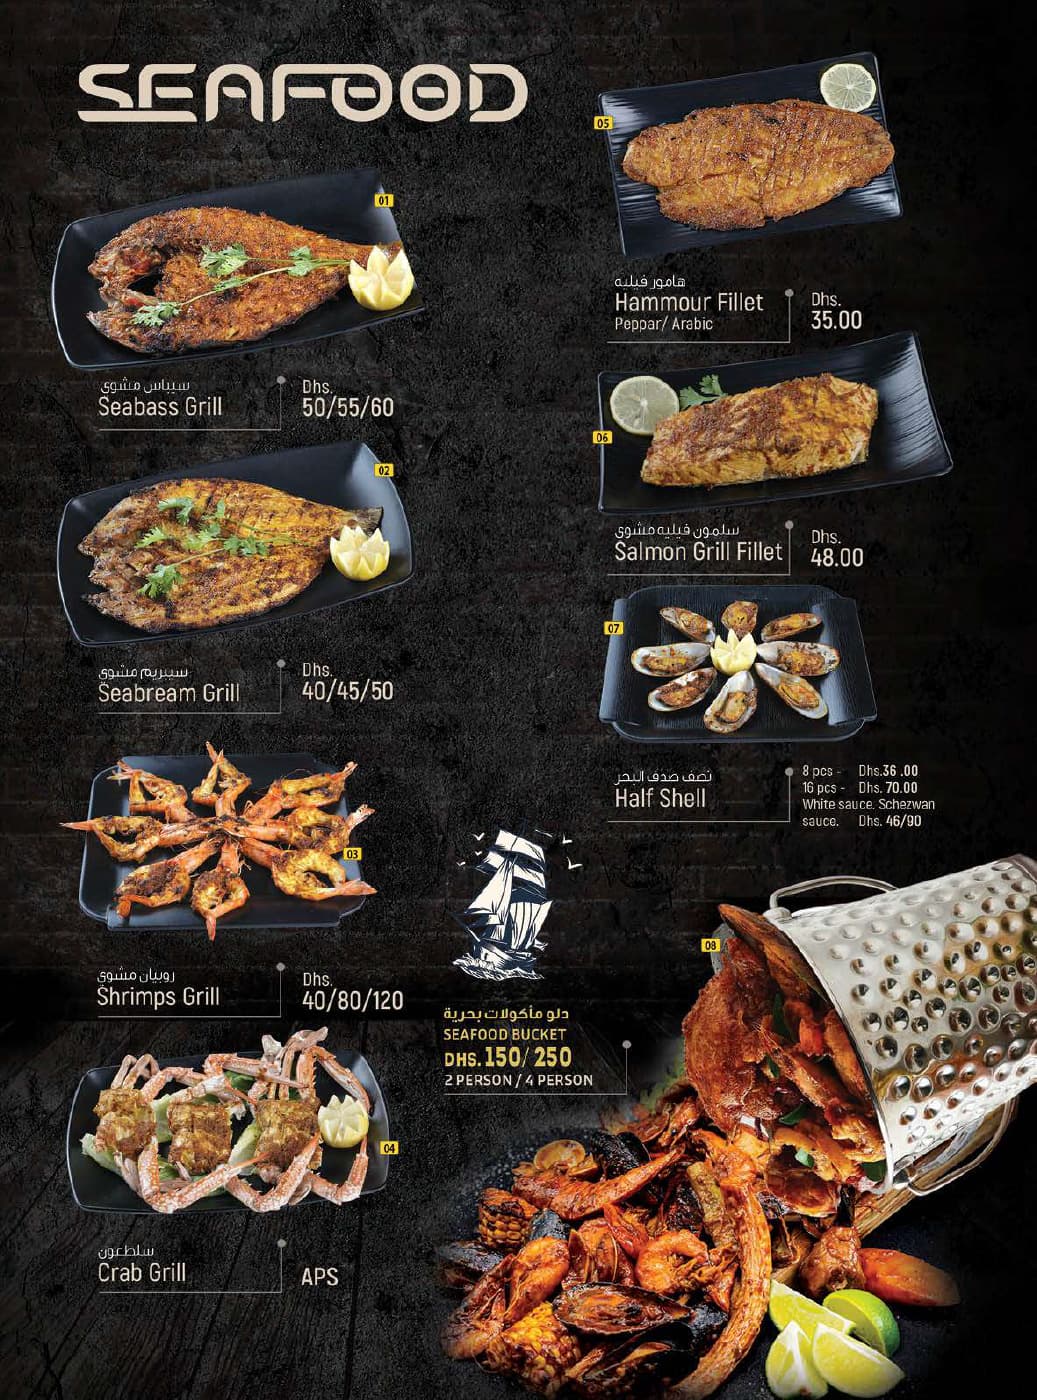 SEAFOOD
01
سيباس مشوي
Seabass Grill
Dhs.
50/55/60
02
سيبريم مشوي
Seabream Grill
Dhs.
40/45/50
03
روبيان مشوي
Shrimps Grill
Dhs.
40/80/120
04
سلطعون
Crab Grill
APS
05
هامور فيليه
Hammour Fillet
Peppar/ Arabic
Dhs.
35.00
06
سلمون فيليه مشوي
Salmon Grill Fillet
Dhs.
48.00
07
نصف صدف البحر
Half Shell
8 pcs - Dhs.36 .00
16 pcs - Dhs. 70.00
White sauce. Schezwan
sauce. Dhs. 46/90
08
دلو مأكولات بحرية
SEAFOOD BUCKET
DHS. 150/ 250
2 PERSON / 4 PERSON